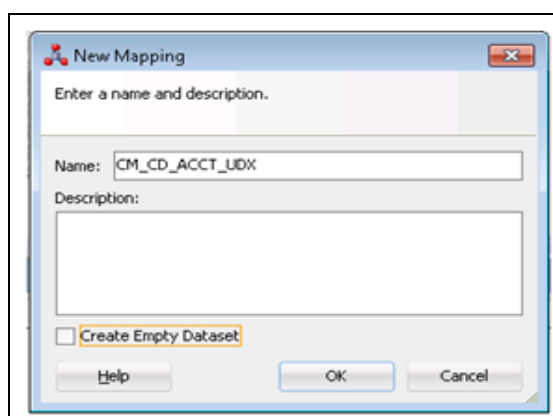 New Mapping
Enter a name and description.
Name: CM_CD_ACCT_UDX
Description:
Create Empty Dataset
Help OK Cancel